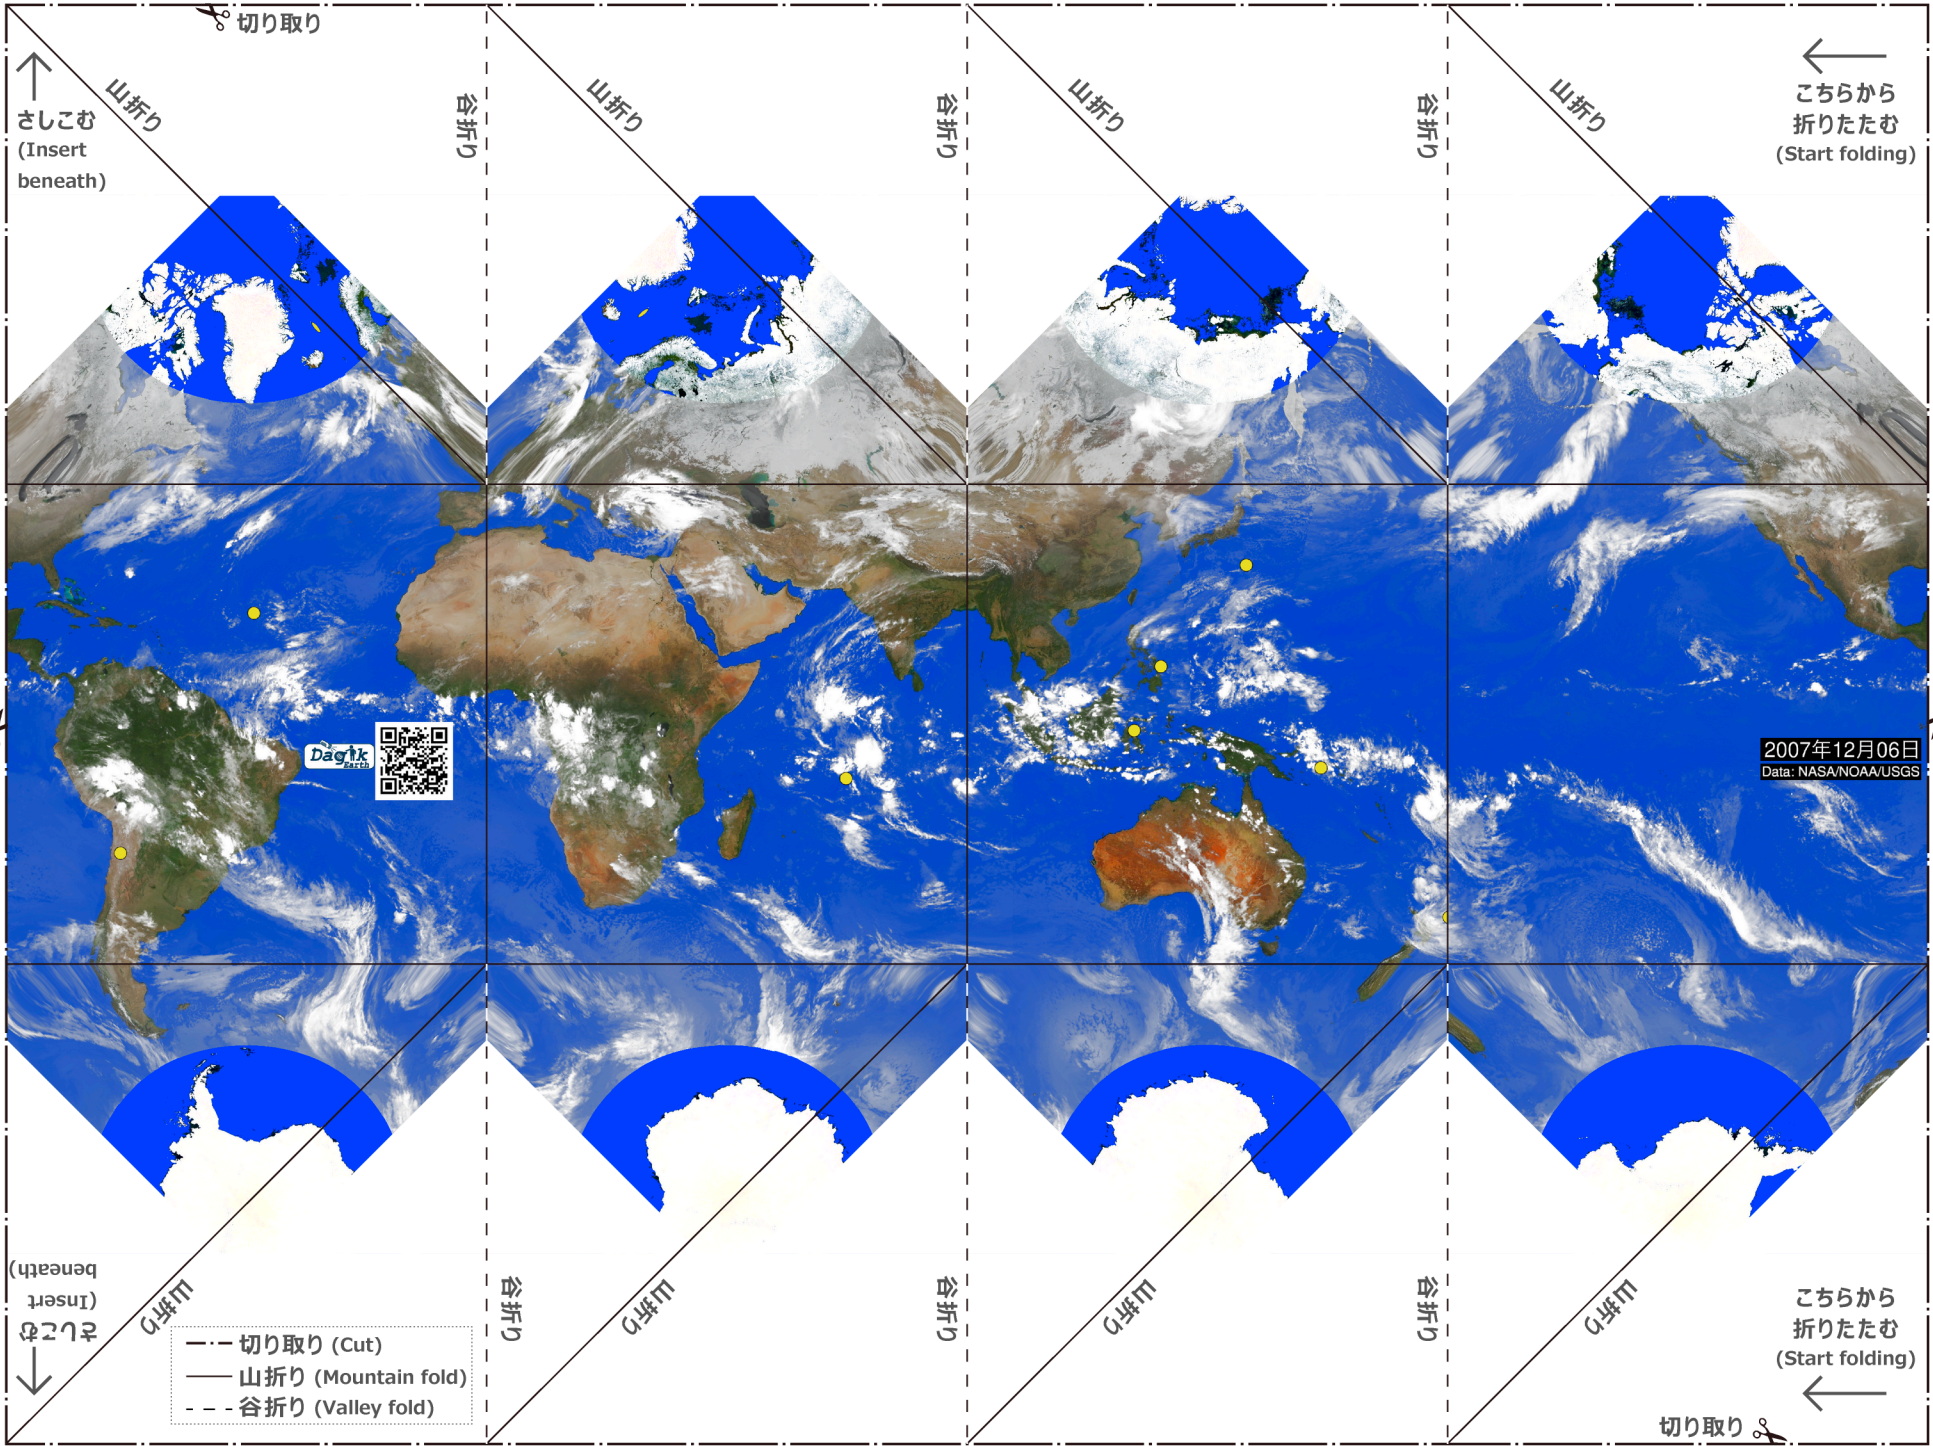 切り取り
山折り
谷折り
山折り
谷折り
山折り
谷折り
山折り
さしこむ
(Insert
beneath)
こちらから
折りたたむ
(Start folding)
Dagik
Earth
2007年12月06日
Data: NASA/NOAA/USGS
さしこむ
(Insert
beneath)
山折り
谷折り
山折り
谷折り
山折り
谷折り
山折り
こちらから
折りたたむ
(Start folding)
切り取り (Cut)
山折り (Mountain fold)
谷折り (Valley fold)
切り取り